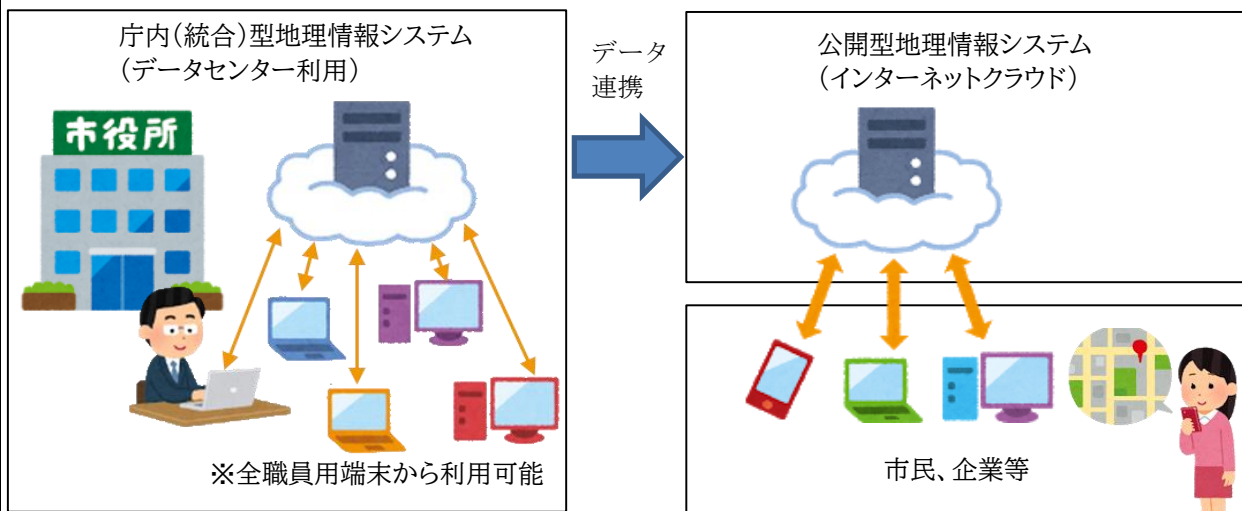 庁内（統合）型地理情報システム
（データセンター利用）
市役所
※全職員用端末から利用可能
データ
連携
公開型地理情報システム
（インターネットクラウド）
市民、企業等